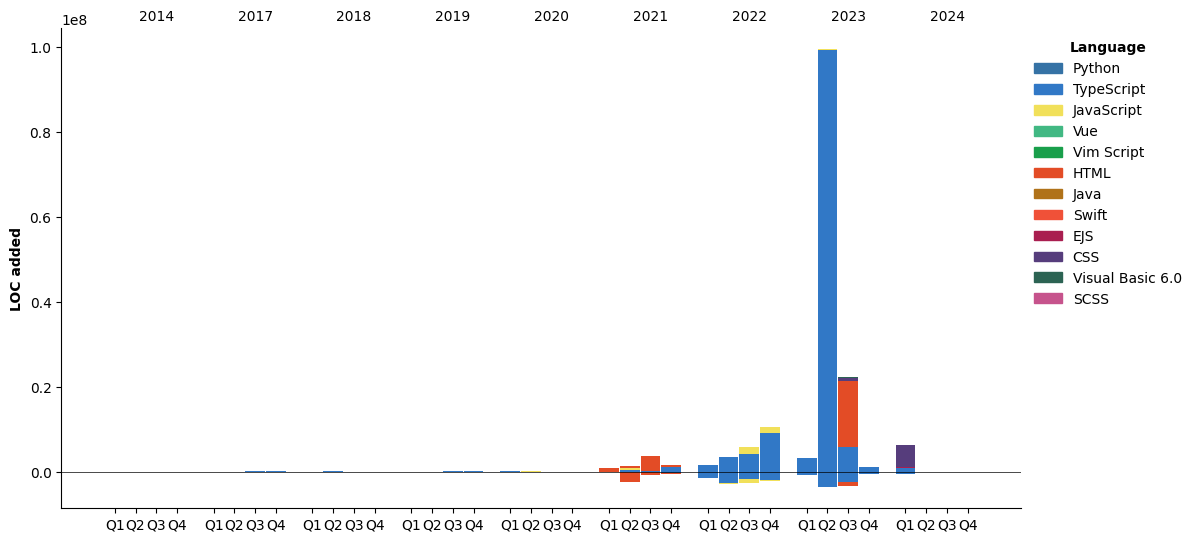 2014 2017 2018 2019 2020 2021 2022 2023 2024
1e8
1.0
0.8
0.6
0.4
0.2
0.0
LOC added
Q1 Q2 Q3 Q4 Q1 Q2 Q3 Q4 Q1 Q2 Q3 Q4 Q1 Q2 Q3 Q4 Q1 Q2 Q3 Q4 Q1 Q2 Q3 Q4 Q1 Q2 Q3 Q4 Q1 Q2 Q3 Q4 Q1 Q2 Q3 Q4
Language
Python
TypeScript
JavaScript
Vue
Vim Script
HTML
Java
Swift
EJS
CSS
Visual Basic 6.0
SCSS